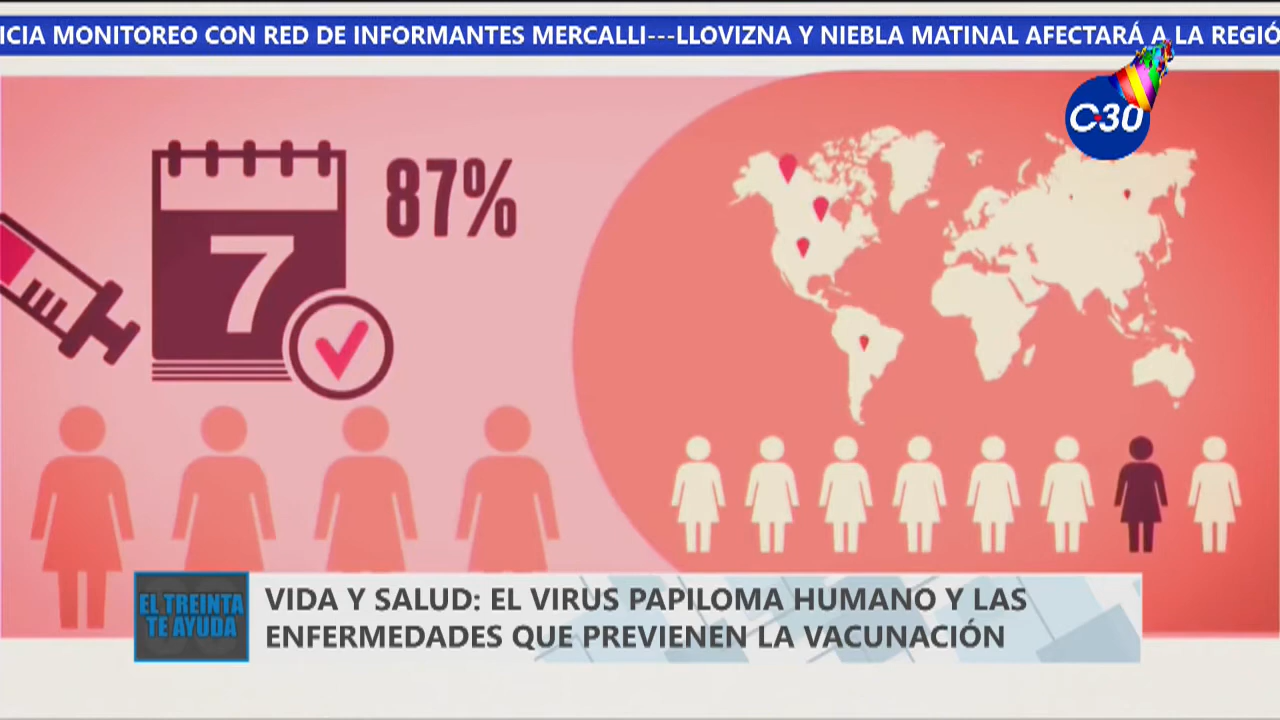 ICIA MONITOREO CON RED DE INFORMANTES MERCALLI---LLOVIZNA Y NIEBLA MATINAL AFECTARÁ A LA REGIÓ
C·30
87%
7
EL TREINTA
TE AYUDA
VIDA Y SALUD: EL VIRUS PAPILOMA HUMANO Y LAS
ENFERMEDADES QUE PREVIENEN LA VACUNACIÓN